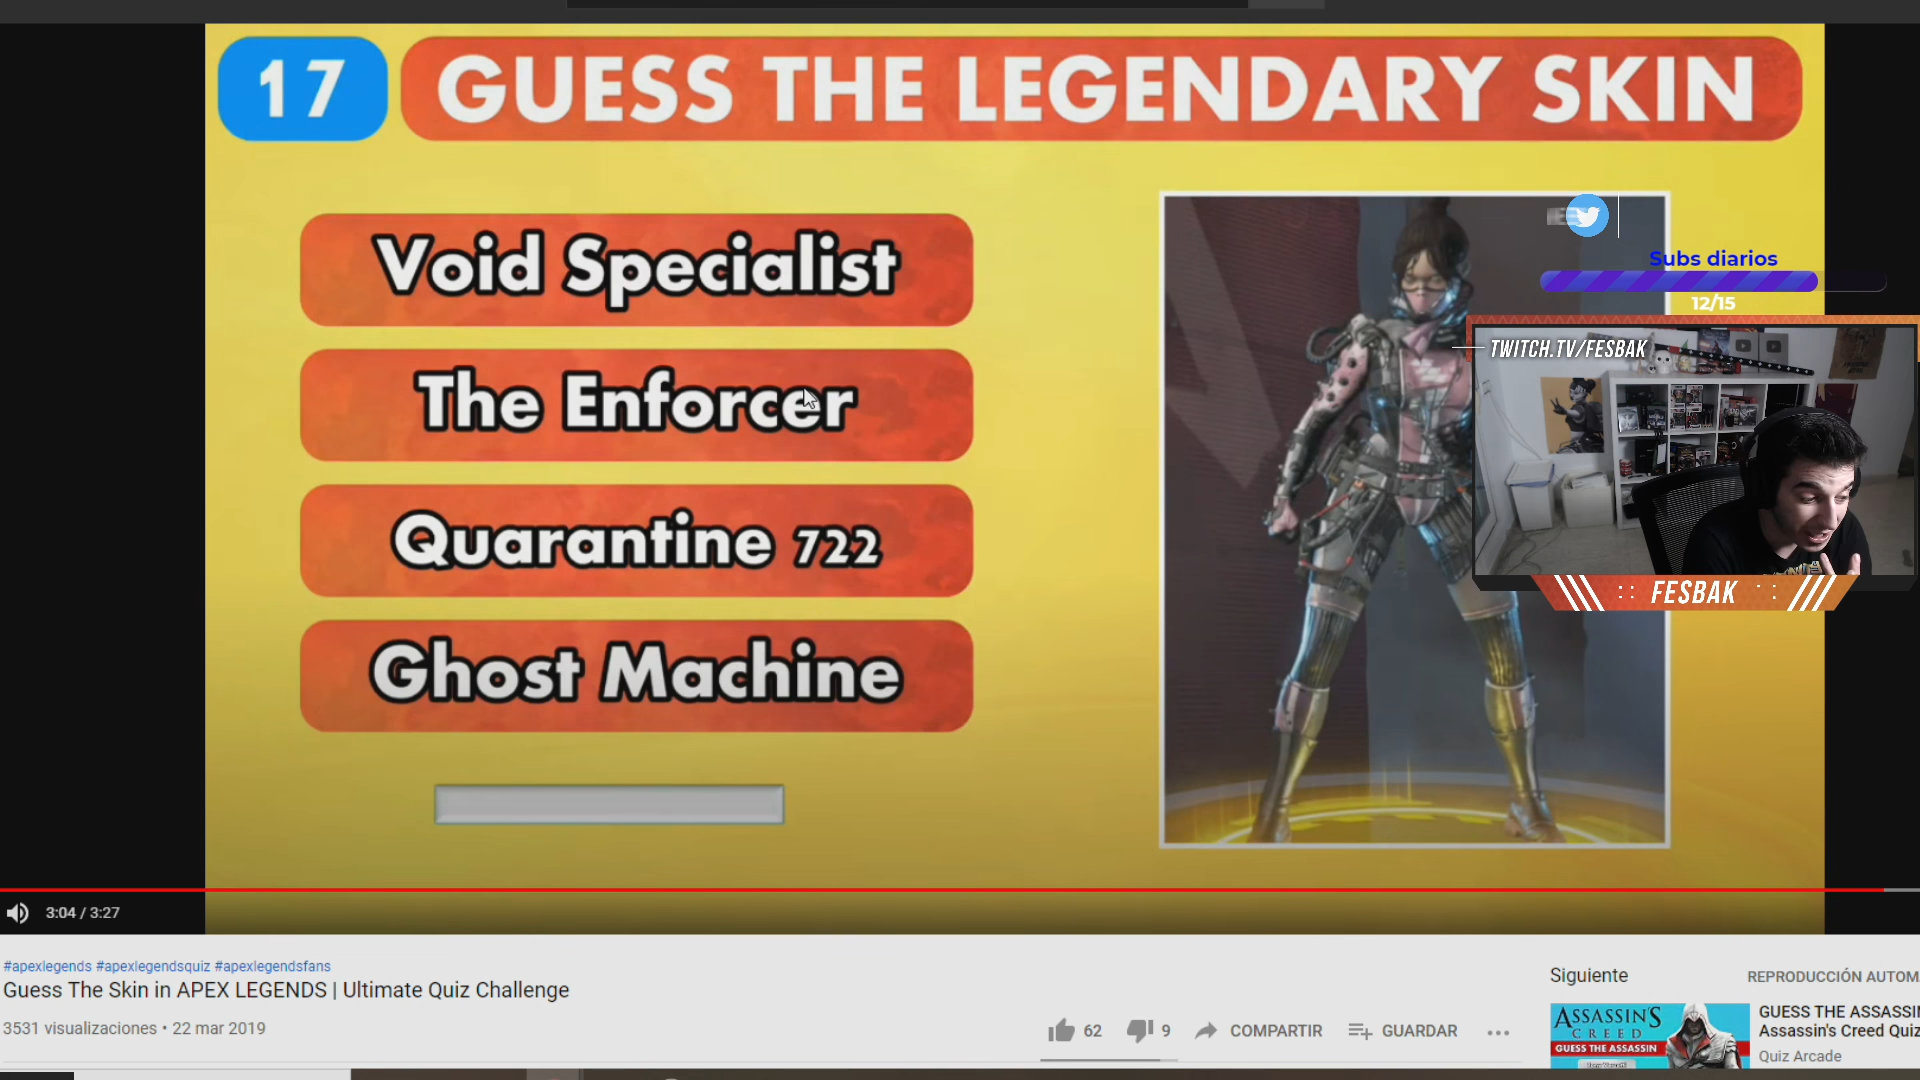 17
GUESS THE LEGENDARY SKIN
Void Specialist
The Enforcer
Quarantine 722
Ghost Machine
Subs diarios
12/15
TWITCH.TV/FESBAK
FESBAK
3:04 / 3:27
#apexlegends #apexlegendsquiz #apexlegendsfans
Guess The Skin in APEX LEGENDS | Ultimate Quiz Challenge
3531 visualizaciones • 22 mar 2019
62
9
COMPARTIR
GUARDAR
Siguiente
REPRODUCCIÓN AUTOM
ASSASSIN'S
CREED
GUESS THE ASSASSIN
GUESS THE ASSASSIN
Assassin's Creed Quiz
Quiz Arcade